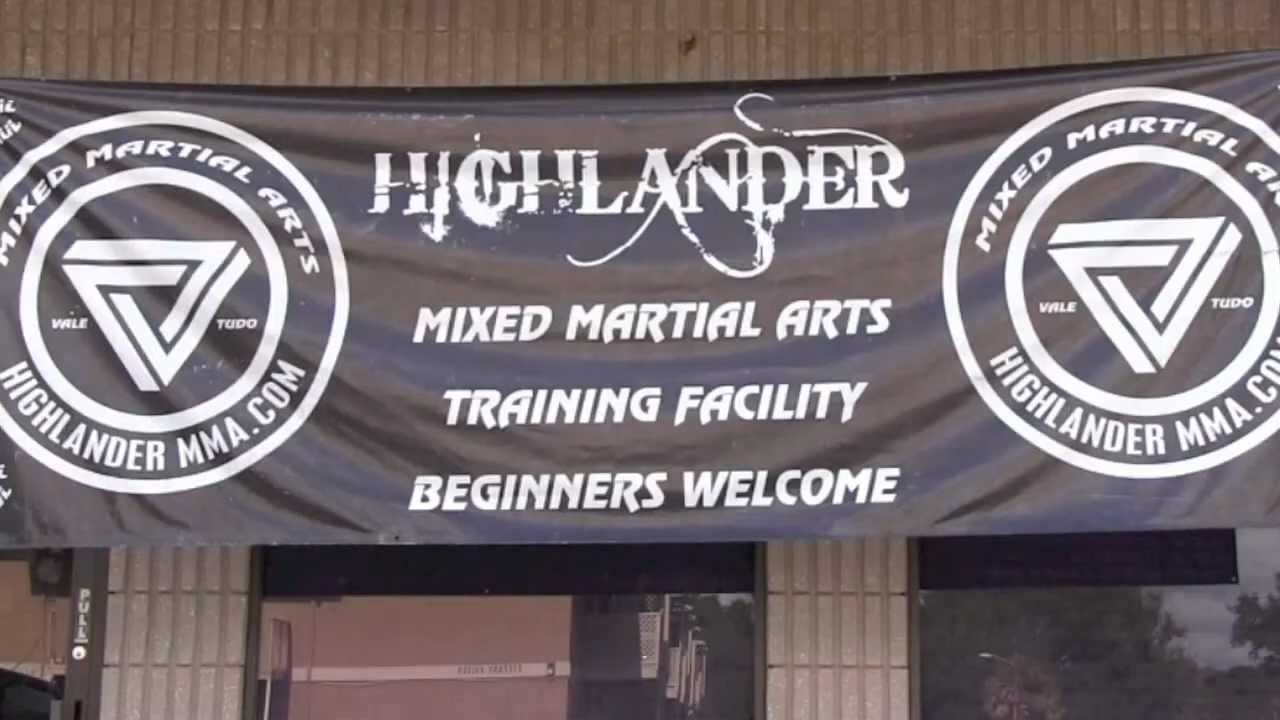 MIXED MARTIAL ARTS
VALE TUDO
HIGHLANDER MMA.COM
HIGHLANDER
MIXED MARTIAL ARTS
TRAINING FACILITY
BEGINNERS WELCOME
MIXED MARTIAL
VALE TUDO
HIGHLANDER MMA.COM
PULL